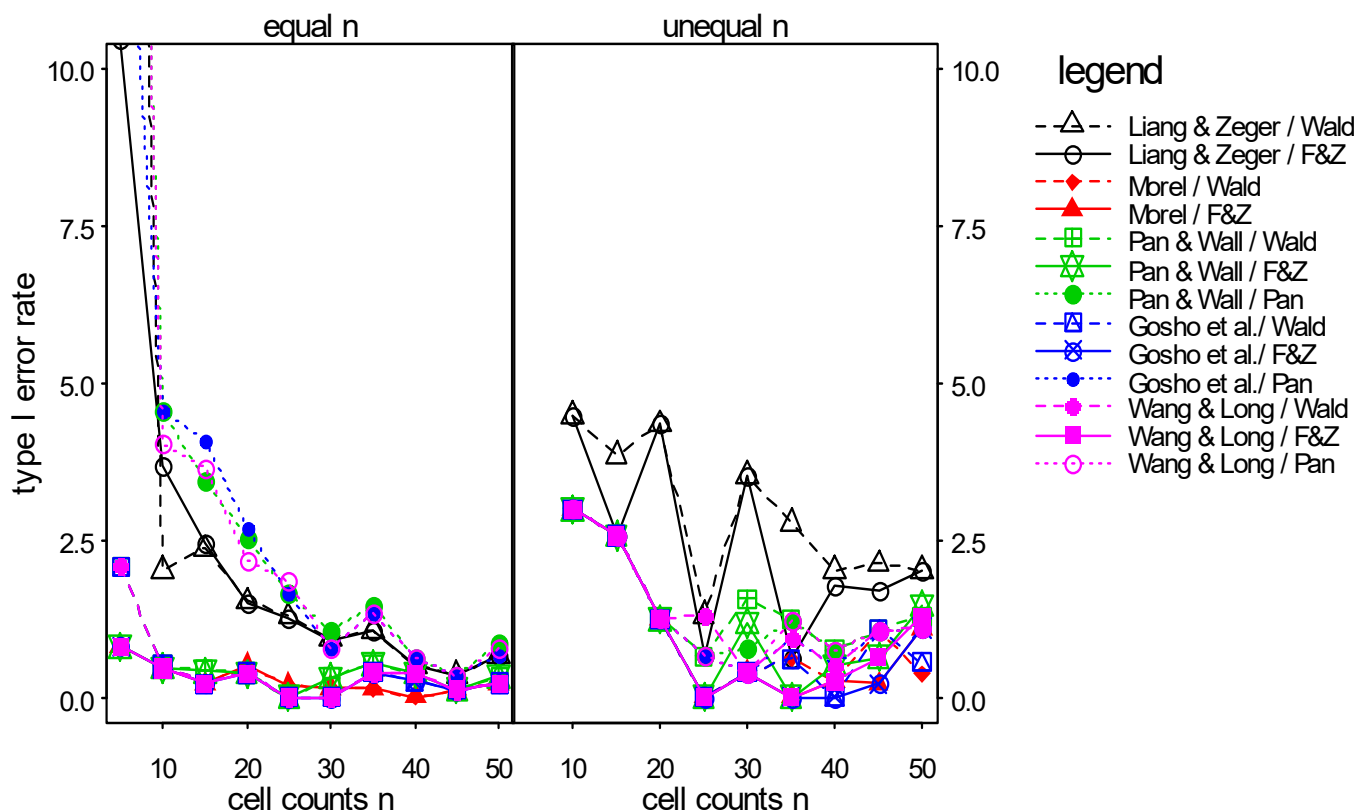 equal n
unequal n
10.0
7.5
5.0
2.5
0.0
type I error rate
10 20 30 40 50
cell counts n
10 20 30 40 50
cell counts n
10.0
7.5
5.0
2.5
0.0
legend
Liang & Zeger / Wald
Liang & Zeger / F&Z
Morel / Wald
Morel / F&Z
Pan & Wall / Wald
Pan & Wall / F&Z
Pan & Wall / Pan
Gosho et al./ Wald
Gosho et al./ F&Z
Gosho et al./ Pan
Wang & Long / Wald
Wang & Long / F&Z
Wang & Long / Pan